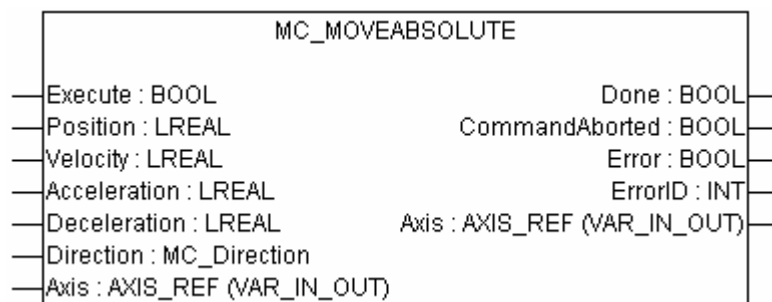 MC_MOVEABSOLUTE
Execute : BOOL Done : BOOL
Position : LREAL CommandAborted : BOOL
Velocity : LREAL Error : BOOL
Acceleration : LREAL ErrorID : INT
Deceleration : LREAL Axis : AXIS_REF (VAR_IN_OUT)
Direction : MC_Direction
Axis : AXIS_REF (VAR_IN_OUT)